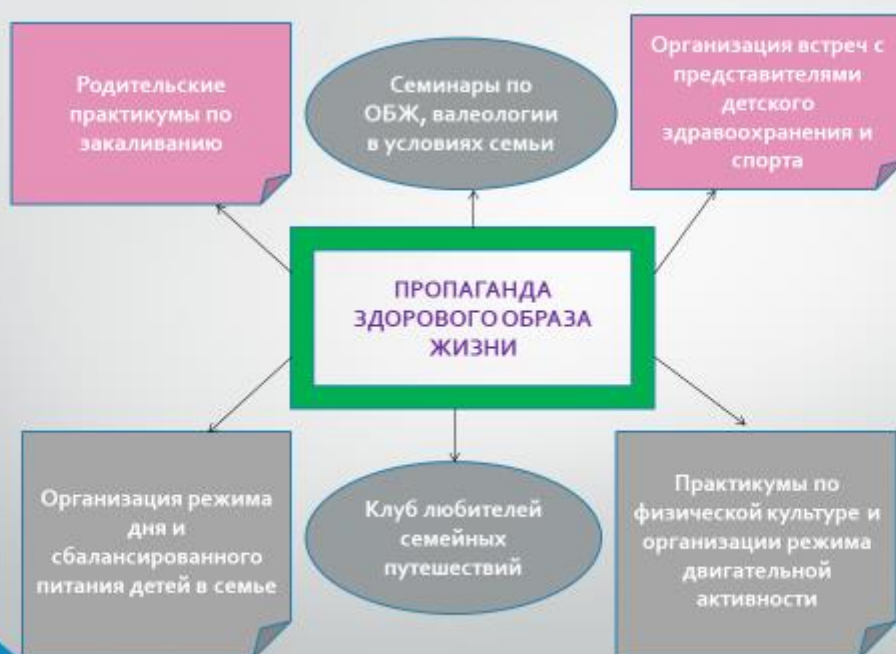 Родительские
практикумы по
закаливанию
Семинары по
ОБЖ, валеологии
в условиях семьи
Организация встреч с
представителями
детского
здравоохранения и
спорта
ПРОПАГАНДА
ЗДОРОВОГО ОБРАЗА
ЖИЗНИ
Организация режима
дня и
сбалансированного
питания детей в семье
Клуб любителей
семейных
путешествий
Практикумы по
физической культуре и
организации режима
двигательной
активности